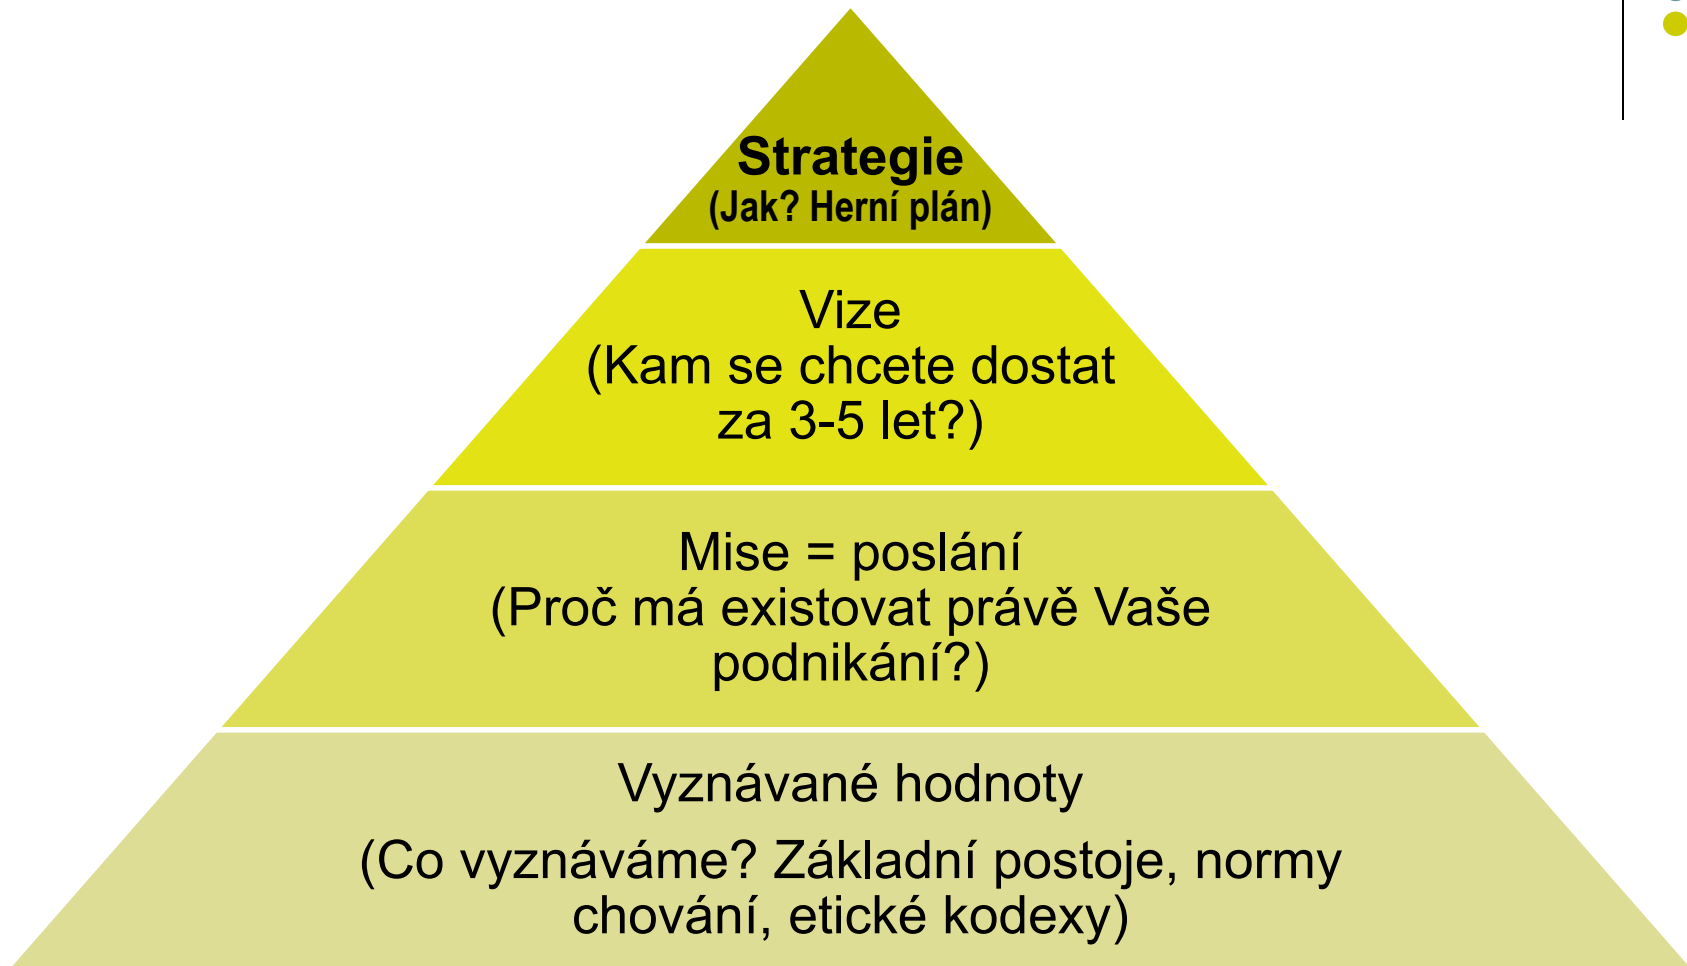 Strategie
(Jak? Herní plán)
Vize
(Kam se chcete dostat
za 3-5 let?)
Mise = poslání
(Proč má existovat právě Vaše
podnikání?)
Vyznávané hodnoty
(Co vyznáváme? Základní postoje, normy
chování, etické kodexy)